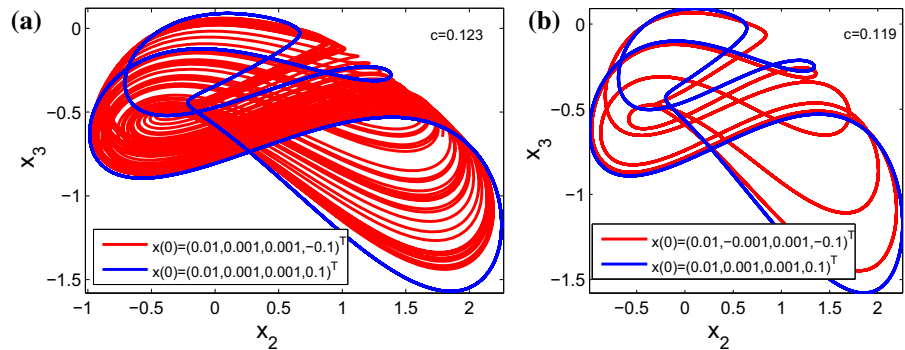 (a)
c=0.123
0
−0.5
−1
−1.5
x3
x(0)=(0.01,0.001,0.001,−0.1)T
x(0)=(0.01,0.001,0.001,0.1)T
−1 −0.5 0 0.5 1 1.5 2
x2
(b)
c=0.119
0
−0.5
−1
−1.5
x3
x(0)=(0.01,−0.001,0.001,−0.1)T
x(0)=(0.01,0.001,0.001,0.1)T
−1 −0.5 0 0.5 1 1.5 2
x2